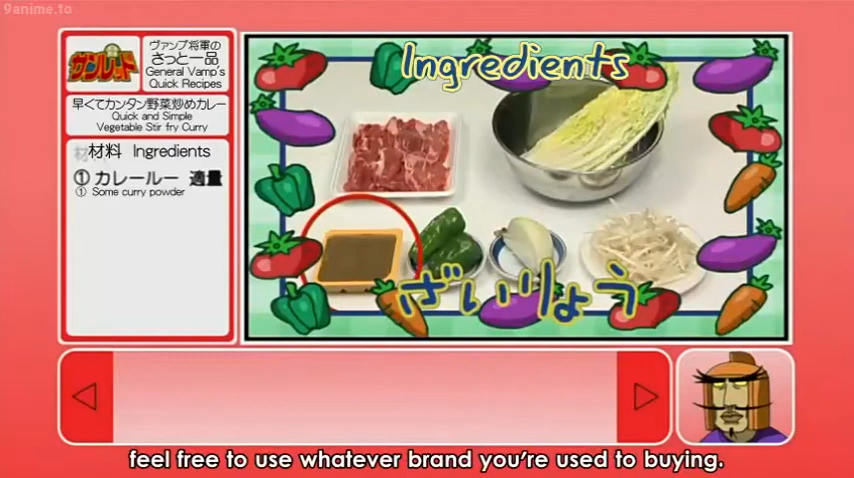 9anime.to
サンレッド
ヴァンプ将軍の
さっと一品
General Vamp's
Quick Recipes
早くてカンタン野菜炒めカレー
Quick and Simple
Vegetable Stir fry Curry
材料 Ingredients
① カレールー 適量
① Some curry powder
Ingredients
ざいりょう
feel free to use whatever brand you're used to buying.